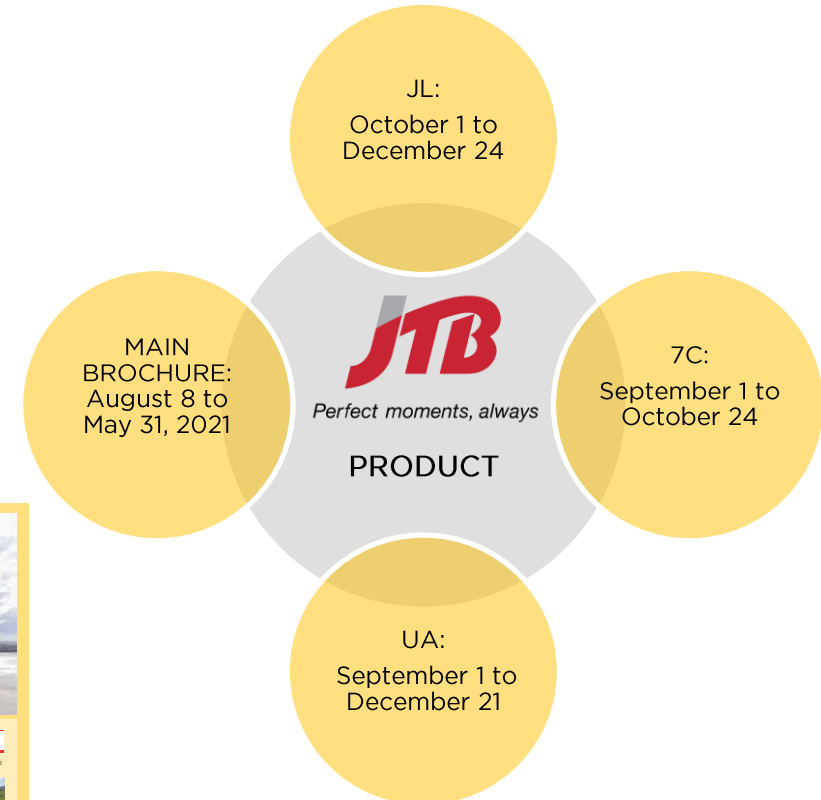 JL:
October 1 to
December 24
MAIN
BROCHURE:
August 8 to
May 31, 2021
JTB
Perfect moments, always
PRODUCT
7C:
September 1 to
October 24
UA:
September 1 to
December 21